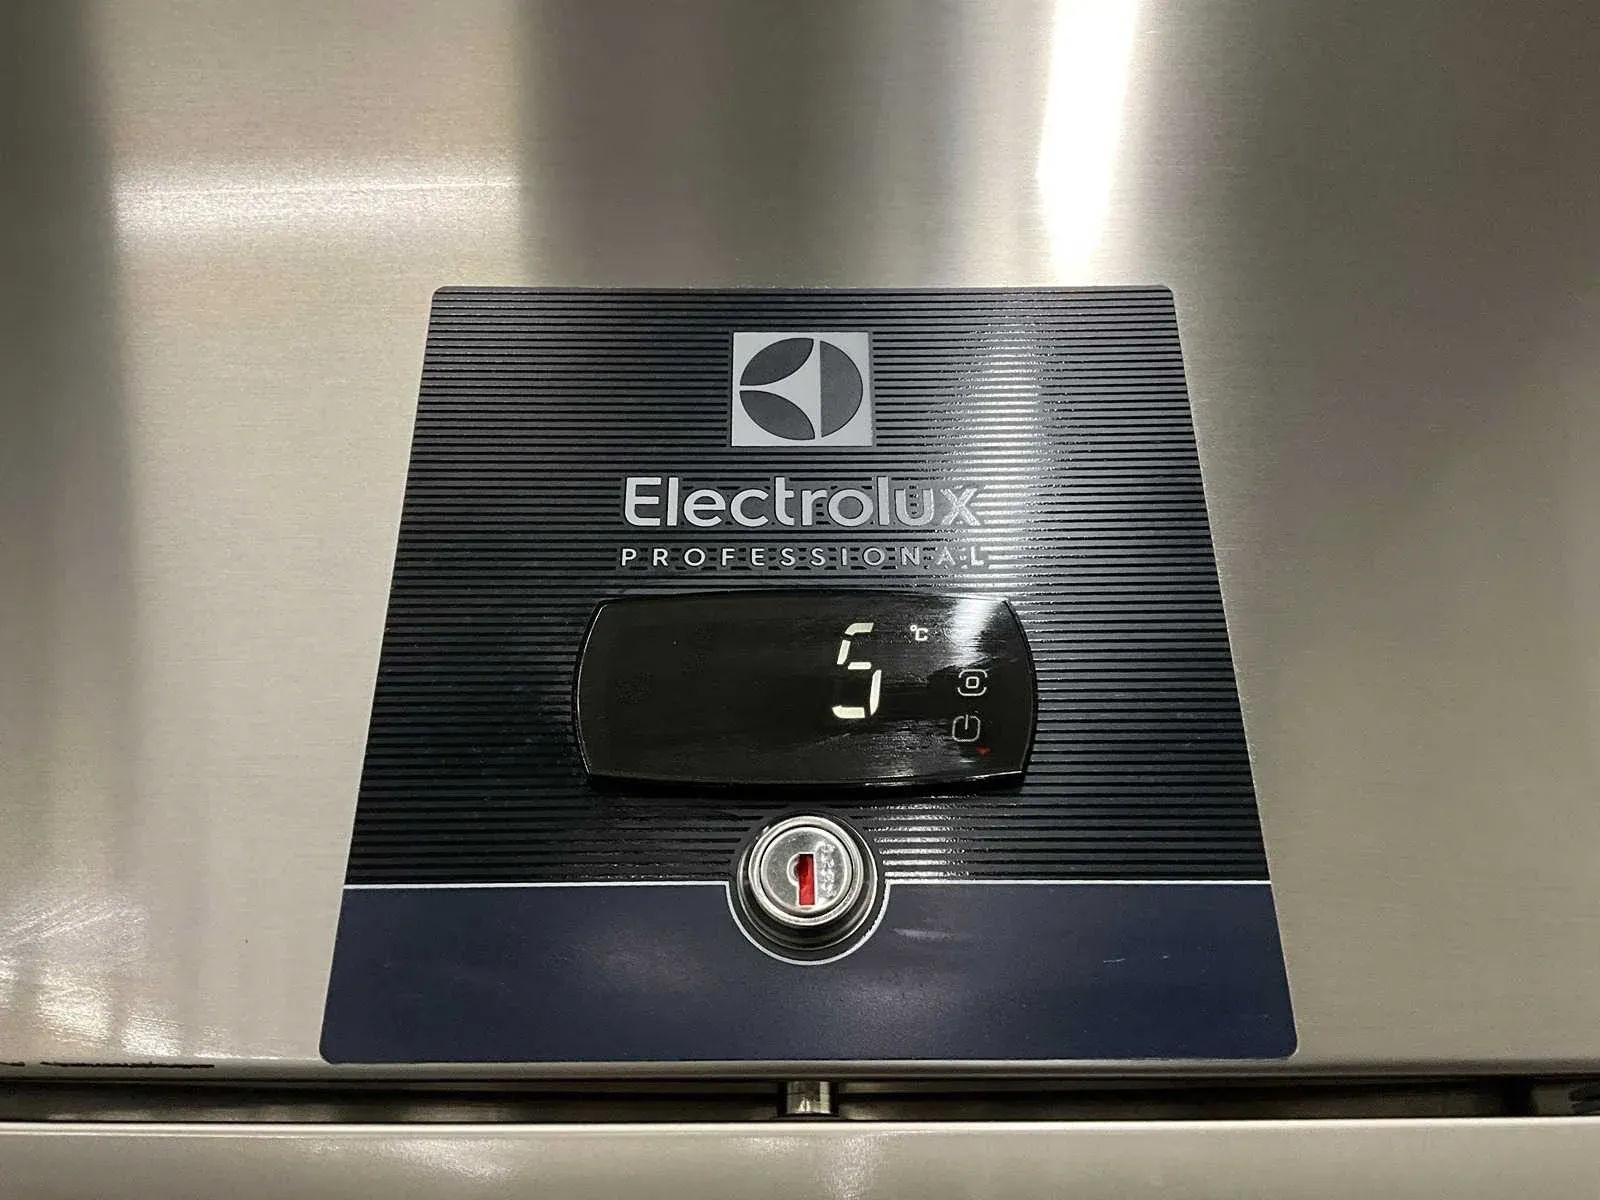 Electrolux
PROFESSIONAL
5 °C